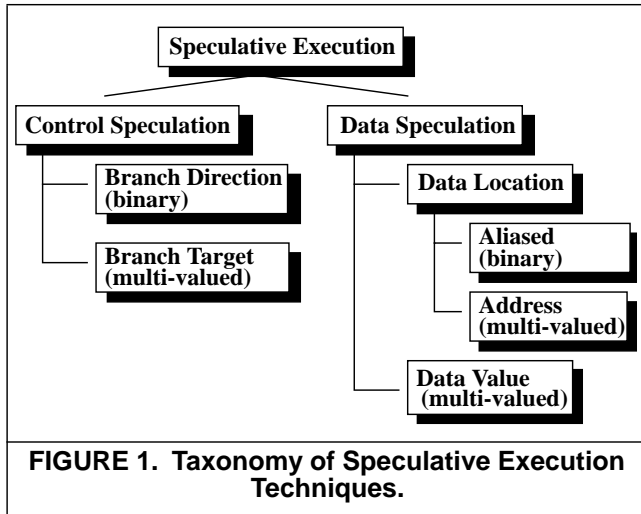 Speculative Execution
Control Speculation
Branch Direction
(binary)
Branch Target
(multi-valued)
Data Speculation
Data Location
Aliased
(binary)
Address
(multi-valued)
Data Value
(multi-valued)
FIGURE 1. Taxonomy of Speculative Execution
Techniques.